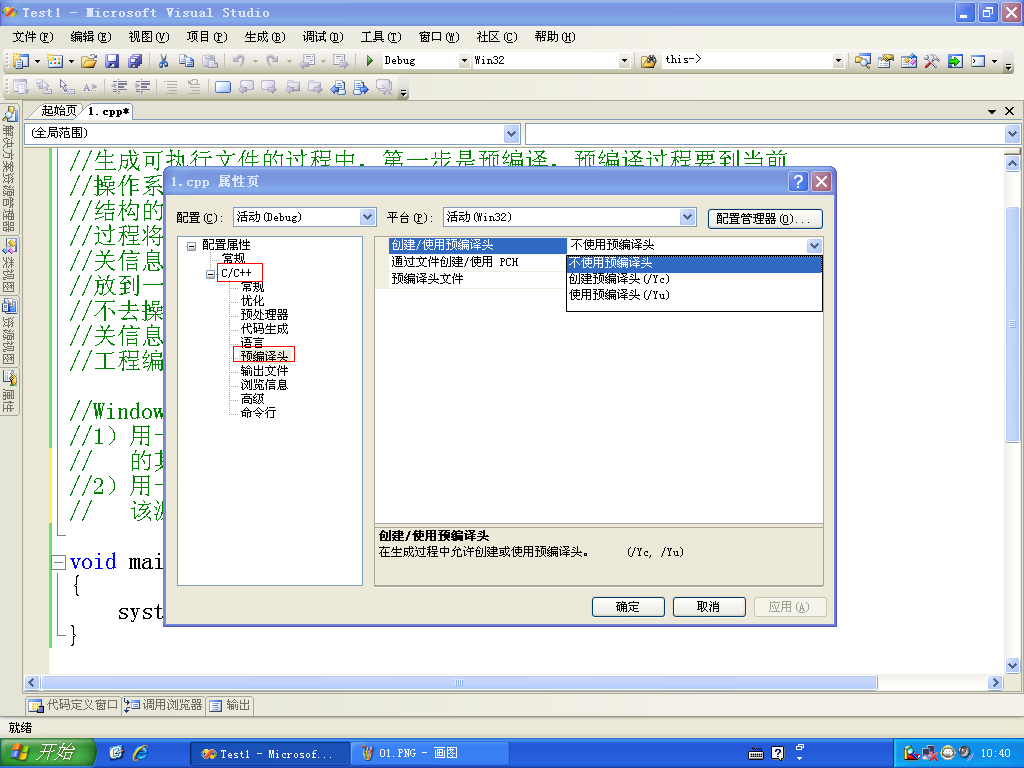 Test1 - Microsoft Visual Studio
文件(F) 编辑(E) 视图(V) 项目(P) 生成(B) 调试(D) 工具(T) 窗口(W) 社区(C) 帮助(H)
Debug Win32 this->
起始页 1.cpp*
(全局范围)
解决方案资源管理器
类视图
资源视图
属性
//生成可执行文件的过程中，第一步是预编译，预编译过程要到当前
//操作系
//结构的
//过程将
//关信息
//放到一
//不去操
//关信息
//工程编
//Window
//1）用一
// 的某
//2）用一
// 该源
void mai
{
syst
}
1.cpp 属性页
配置(C): 活动(Debug) 平台(P): 活动(Win32) 配置管理器(O)...
配置属性
常规
C/C++
常规
优化
预处理器
代码生成
语言
预编译头
输出文件
浏览信息
高级
命令行
创建/使用预编译头 不使用预编译头
通过文件创建/使用 PCH
预编译头文件
不使用预编译头
创建预编译头(/Yc)
使用预编译头(/Yu)
创建/使用预编译头
在生成过程中允许创建或使用预编译头。 (/Yc, /Yu)
确定 取消 应用(A)
代码定义窗口 调用浏览器 输出
就绪
开始 Test1 - Microsof... 01.PNG - 画图 10:40